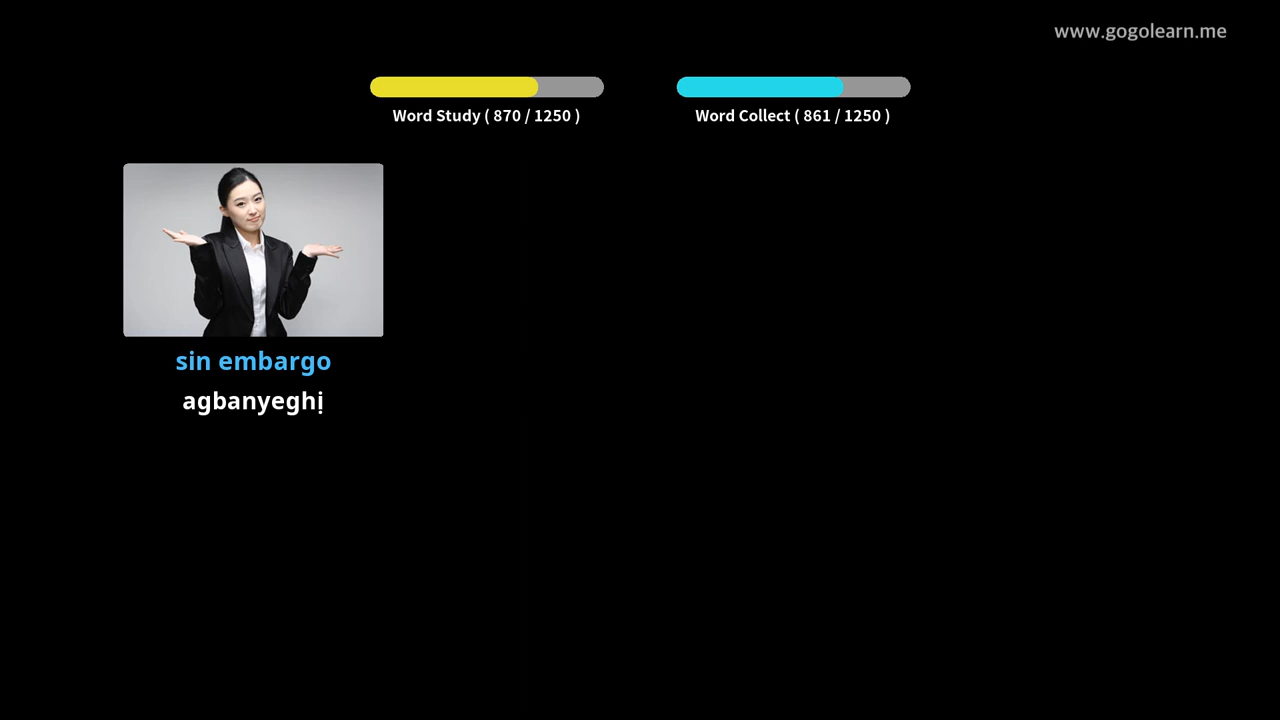 www.gogolearn.me
Word Study ( 870 / 1250 )
Word Collect ( 861 / 1250 )
sin embargo
agbanyeghị